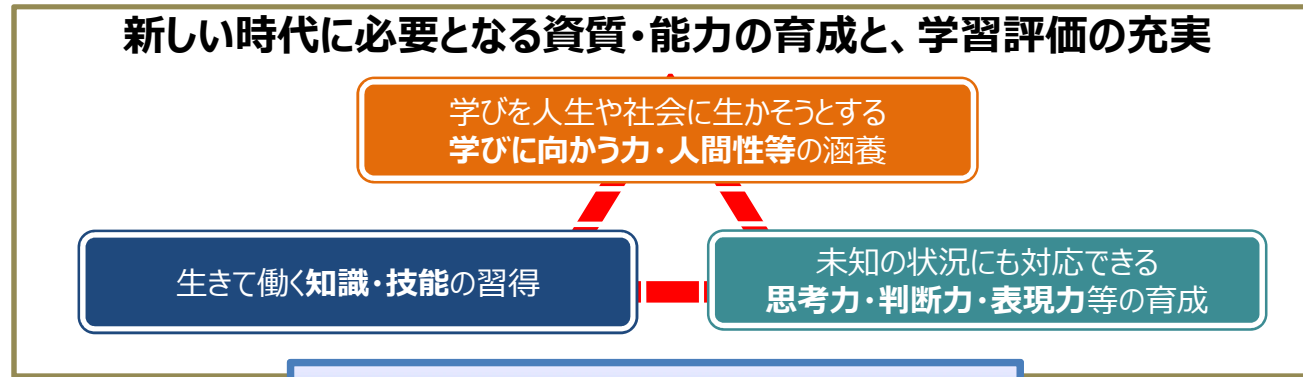 新しい時代に必要となる資質・能力の育成と、学習評価の充実
学びを人生や社会に生かそうとする
学びに向かう力・人間性等の涵養
生きて働く知識・技能の習得
未知の状況にも対応できる
思考力・判断力・表現力等の育成